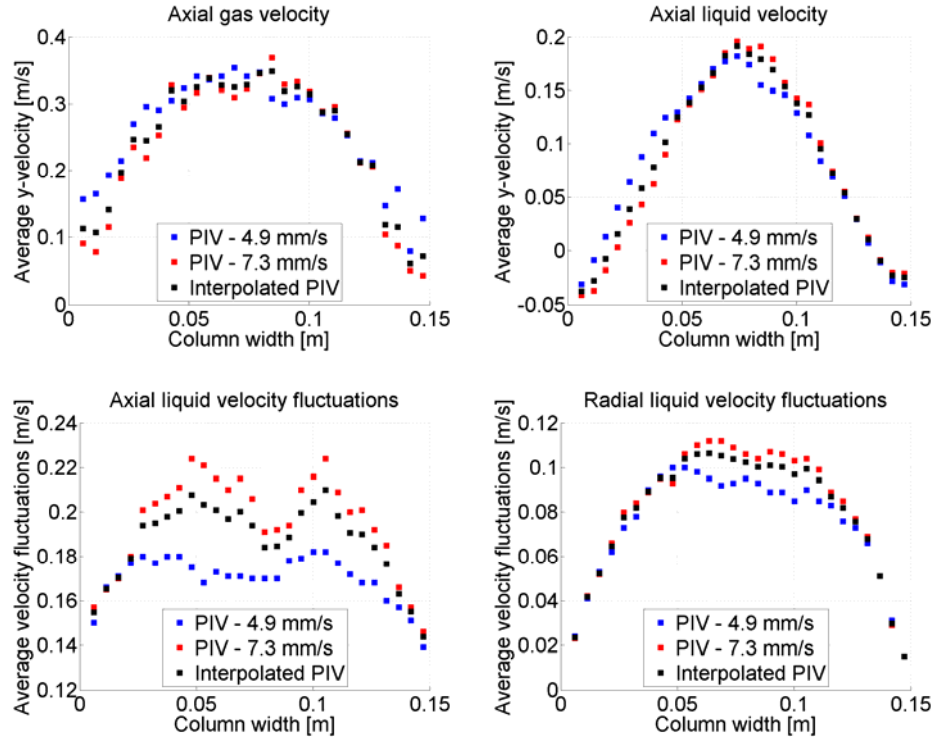 Axial gas velocity
Average y-velocity [m/s]
0.4
0.3
0.2
0.1
0
PIV - 4.9 mm/s
PIV - 7.3 mm/s
Interpolated PIV
0 0.05 0.1 0.15
Column width [m]
Axial liquid velocity
Average y-velocity [m/s]
0.2
0.15
0.1
0.05
0
-0.05
PIV - 4.9 mm/s
PIV - 7.3 mm/s
Interpolated PIV
0 0.05 0.1 0.15
Column width [m]
Axial liquid velocity fluctuations
Average velocity fluctuations [m/s]
0.24
0.22
0.2
0.18
0.16
0.14
0.12
PIV - 4.9 mm/s
PIV - 7.3 mm/s
Interpolated PIV
0 0.05 0.1 0.15
Column width [m]
Radial liquid velocity fluctuations
Average velocity fluctuations [m/s]
0.12
0.1
0.08
0.06
0.04
0.02
0
PIV - 4.9 mm/s
PIV - 7.3 mm/s
Interpolated PIV
0 0.05 0.1 0.15
Column width [m]